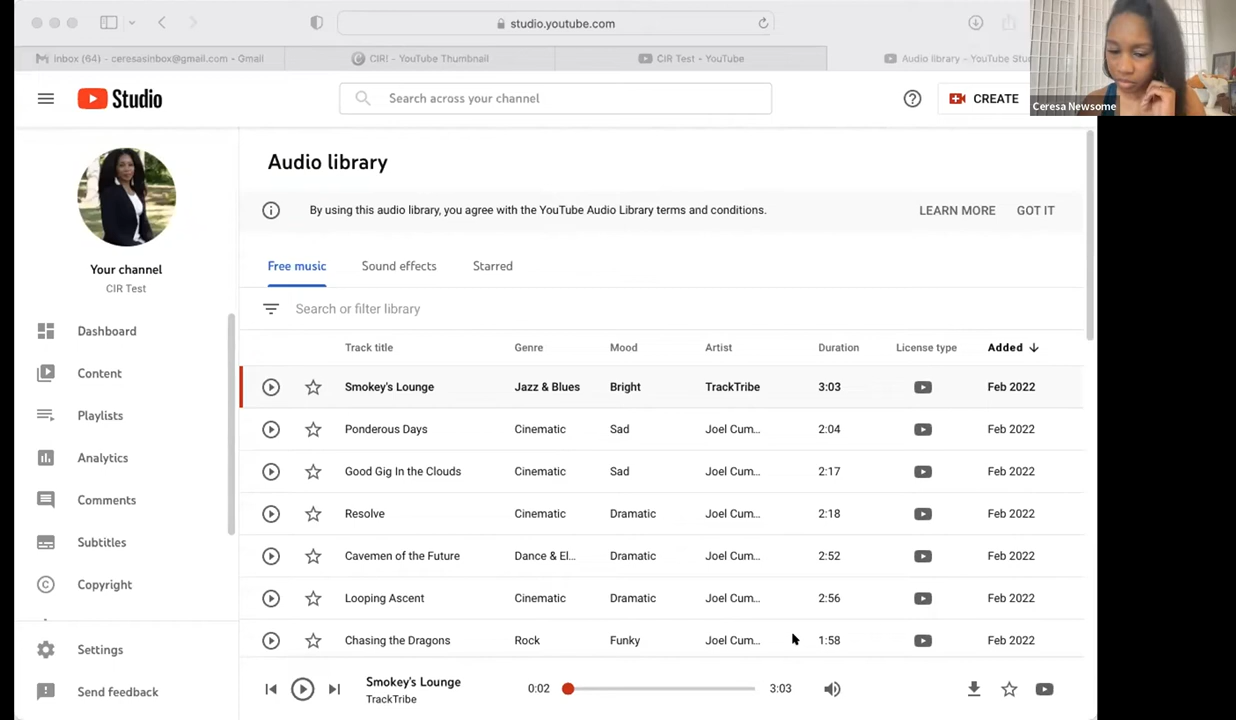 studio.youtube.com
Inbox (64) - ceresasinbox@gmail.com - Gmail
CIR! - YouTube Thumbnail
CIR Test - YouTube
Audio library - YouTube Stu
Ceresa Newsome
Studio
Search across your channel
CREATE
Your channel
CIR Test
Dashboard
Content
Playlists
Analytics
Comments
Subtitles
Copyright
Settings
Send feedback
Audio library
By using this audio library, you agree with the YouTube Audio Library terms and conditions.
LEARN MORE
GOT IT
Free music
Sound effects
Starred
Search or filter library
Track title Genre Mood Artist Duration License type Added
Smokey's Lounge Jazz & Blues Bright TrackTribe 3:03 Feb 2022
Ponderous Days Cinematic Sad Joel Cum... 2:04 Feb 2022
Good Gig In the Clouds Cinematic Sad Joel Cum... 2:17 Feb 2022
Resolve Cinematic Dramatic Joel Cum... 2:18 Feb 2022
Cavemen of the Future Dance & El... Dramatic Joel Cum... 2:52 Feb 2022
Looping Ascent Cinematic Dramatic Joel Cum... 2:56 Feb 2022
Chasing the Dragons Rock Funky Joel Cum... 1:58 Feb 2022
Smokey's Lounge
TrackTribe
0:02
3:03